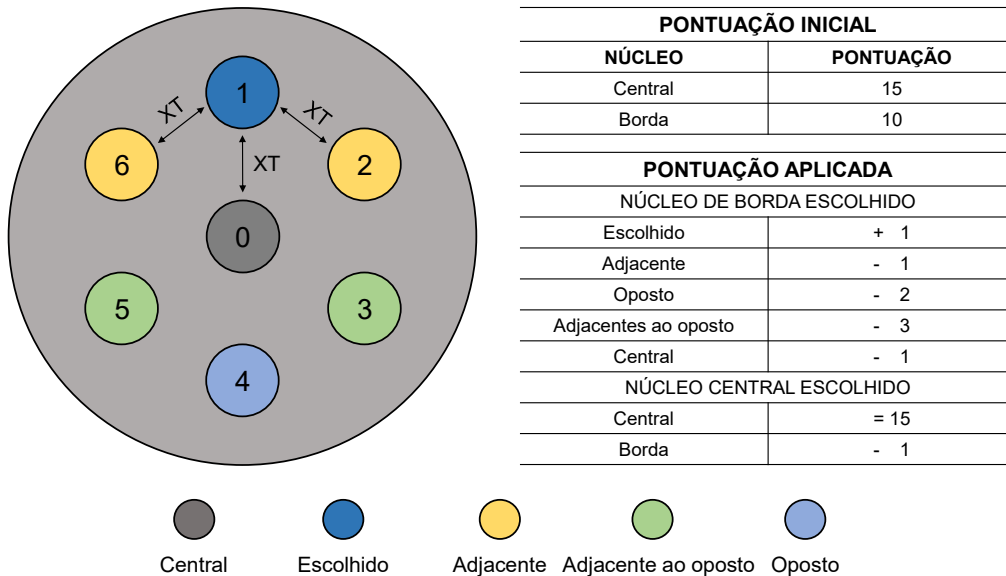 1
XT
XT
6
2
XT
0
5
3
4
PONTUAÇÃO INICIAL
NÚCLEO PONTUAÇÃO
Central 15
Borda 10
PONTUAÇÃO APLICADA
NÚCLEO DE BORDA ESCOLHIDO
Escolhido + 1
Adjacente - 1
Oposto - 2
Adjacentes ao oposto - 3
Central - 1
NÚCLEO CENTRAL ESCOLHIDO
Central = 15
Borda - 1
Central Escolhido Adjacente Adjacente ao oposto Oposto